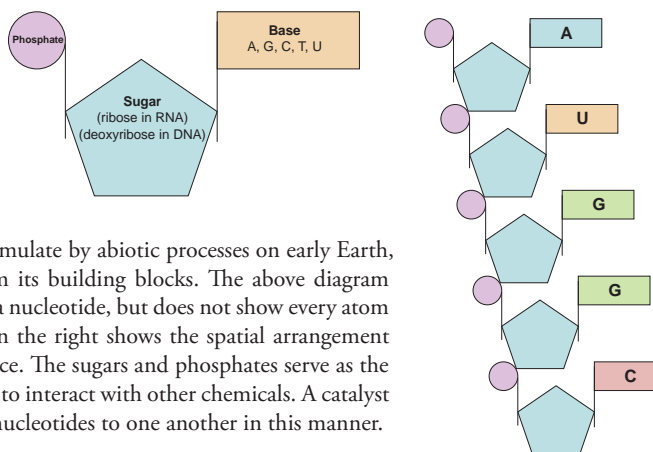 Phosphate
Base
A, G, C, T, U
Sugar
(ribose in RNA)
(deoxyribose in DNA)
A
U
G
G
C
mulate by abiotic processes on early Earth,
its building blocks. The above diagram
a nucleotide, but does not show every atom
the right shows the spatial arrangement
ce. The sugars and phosphates serve as the
to interact with other chemicals. A catalyst
nucleotides to one another in this manner.